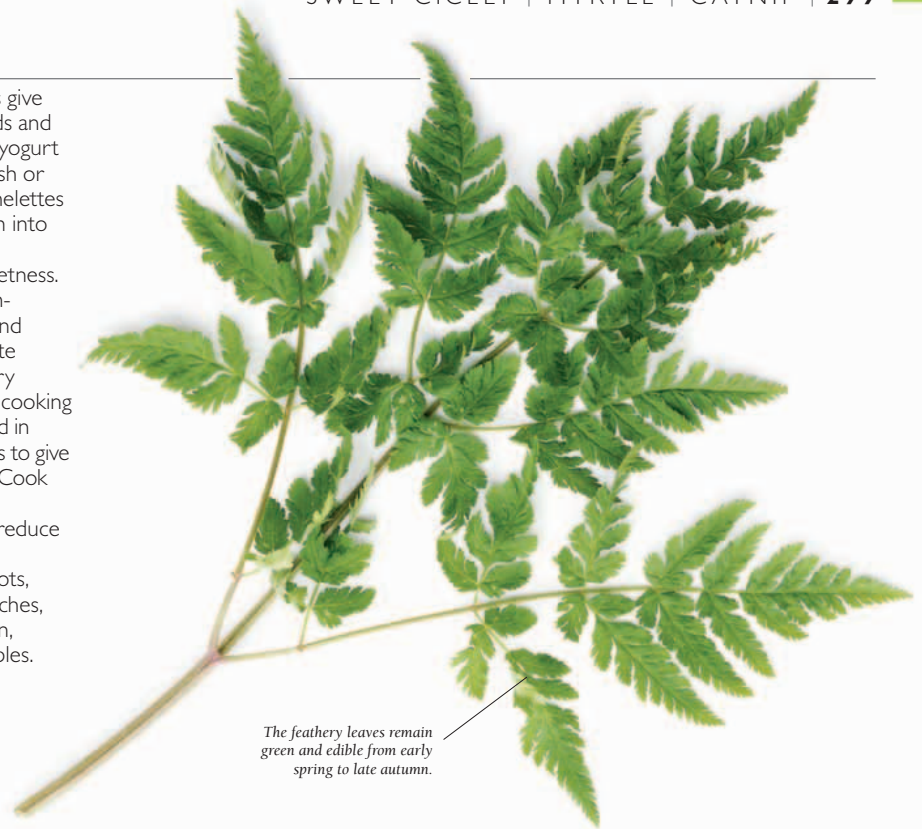 SWEET CICELY | MYRTLE | CATNIP | 299
give
ds and
yogurt
sh or
nelettes
n into
etness.
n-
nd
te
ry
cooking
d in
s to give
Cook
reduce
ots,
ches,
n,
oles.
The feathery leaves remain
green and edible from early
spring to late autumn.